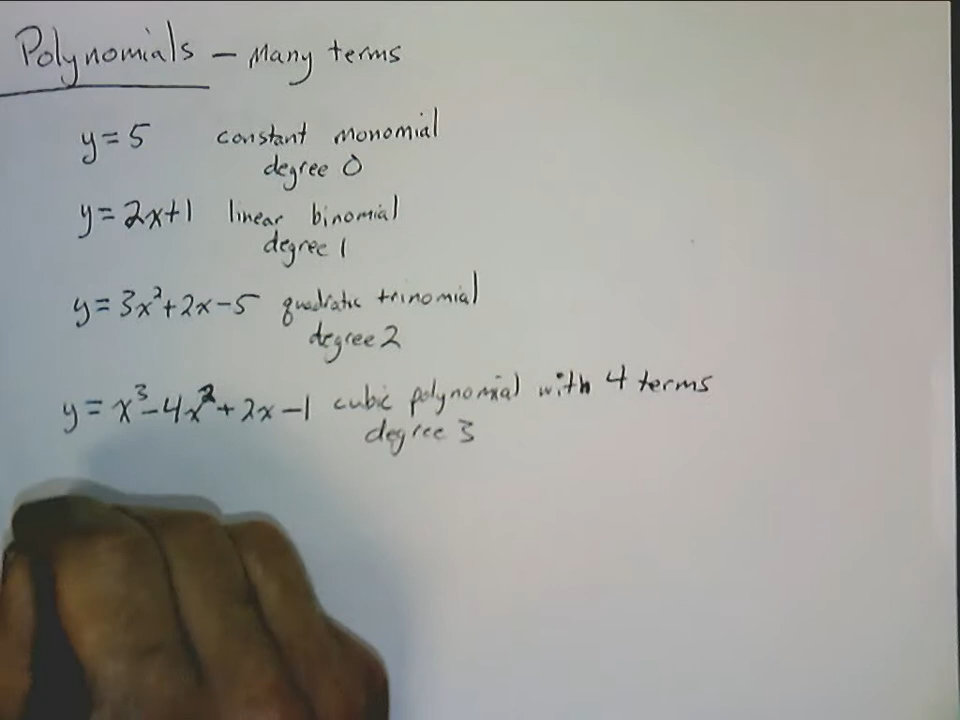 Polynomials - Many terms
y = 5 constant monomial
degree 0
y = 2x+1 linear binomial
degree 1
y = 3x²+2x-5 quadratic trinomial
degree 2
y = x³-4x²+2x-1 cubic polynomial with 4 terms
degree 3